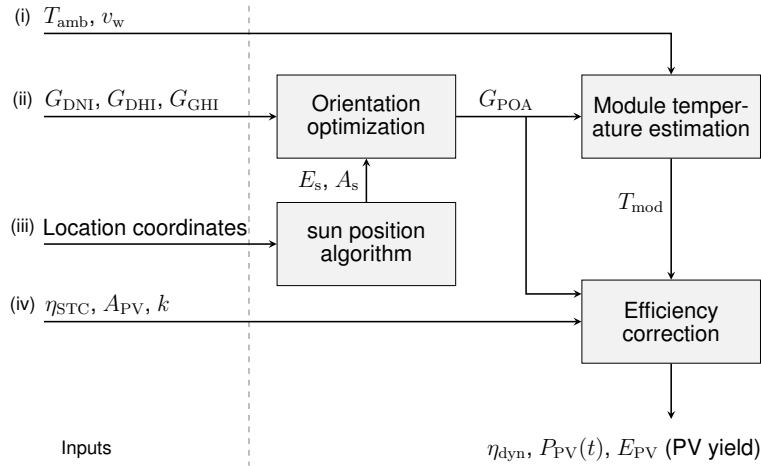 (i) T_amb, v_w
(ii) G_DNI, G_DHI, G_GHI
Orientation
optimization
G_POA
Module temper-
ature estimation
E_s, A_s
T_mod
(iii) Location coordinates
sun position
algorithm
(iv) η_STC, A_PV, k
Efficiency
correction
Inputs
η_dyn, P_PV(t), E_PV (PV yield)